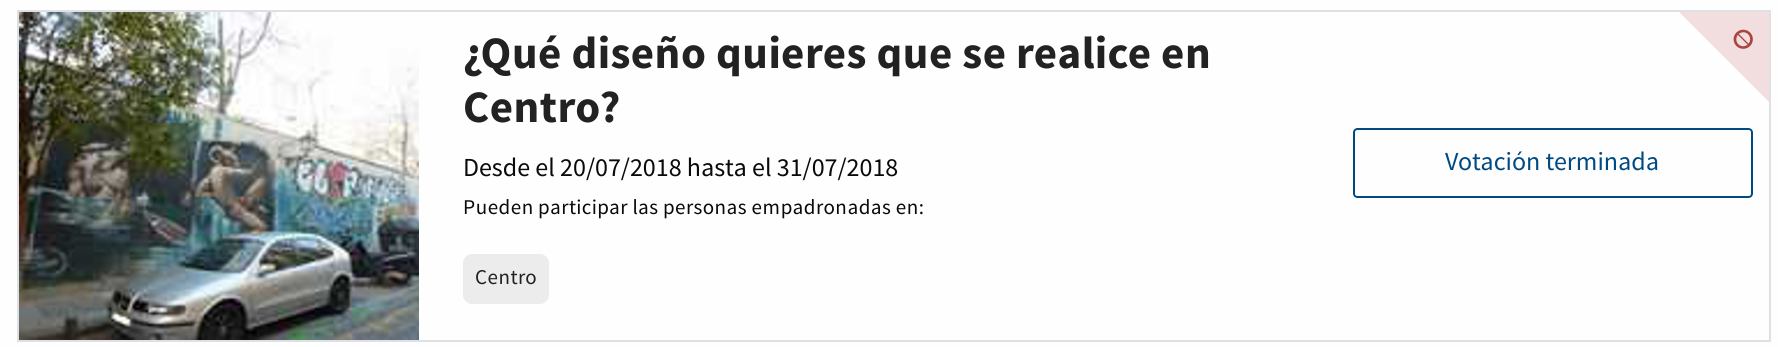 ¿Qué diseño quieres que se realice en
Centro?
Desde el 20/07/2018 hasta el 31/07/2018
Pueden participar las personas empadronadas en:
Centro
Votación terminada